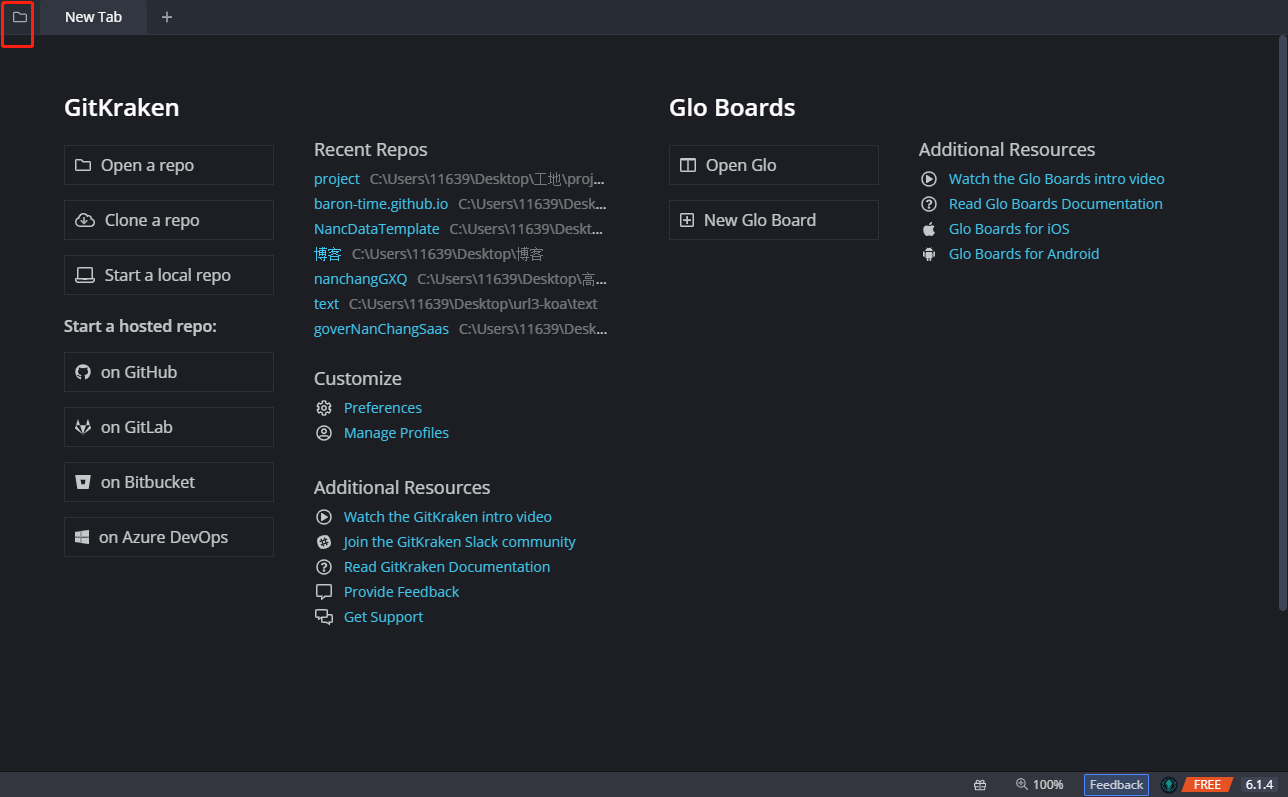 New Tab
GitKraken
Open a repo
Clone a repo
Start a local repo
Start a hosted repo:
on GitHub
on GitLab
on Bitbucket
on Azure DevOps
Recent Repos
project C:\Users\11639\Desktop\工地\proj...
baron-time.github.io C:\Users\11639\Desk...
NancDataTemplate C:\Users\11639\Deskt...
博客 C:\Users\11639\Desktop\博客
nanchangGXQ C:\Users\11639\Desktop\高...
text C:\Users\11639\Desktop\url3-koa\text
goverNanChangSaas C:\Users\11639\Desk...
Customize
Preferences
Manage Profiles
Additional Resources
Watch the GitKraken intro video
Join the GitKraken Slack community
Read GitKraken Documentation
Provide Feedback
Get Support
Glo Boards
Open Glo
New Glo Board
Additional Resources
Watch the Glo Boards intro video
Read Glo Boards Documentation
Glo Boards for iOS
Glo Boards for Android
100% Feedback FREE 6.1.4